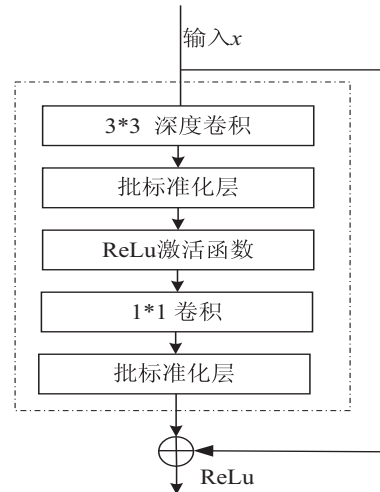 输入x
3*3 深度卷积
批标准化层
ReLu激活函数
1*1 卷积
批标准化层
ReLu